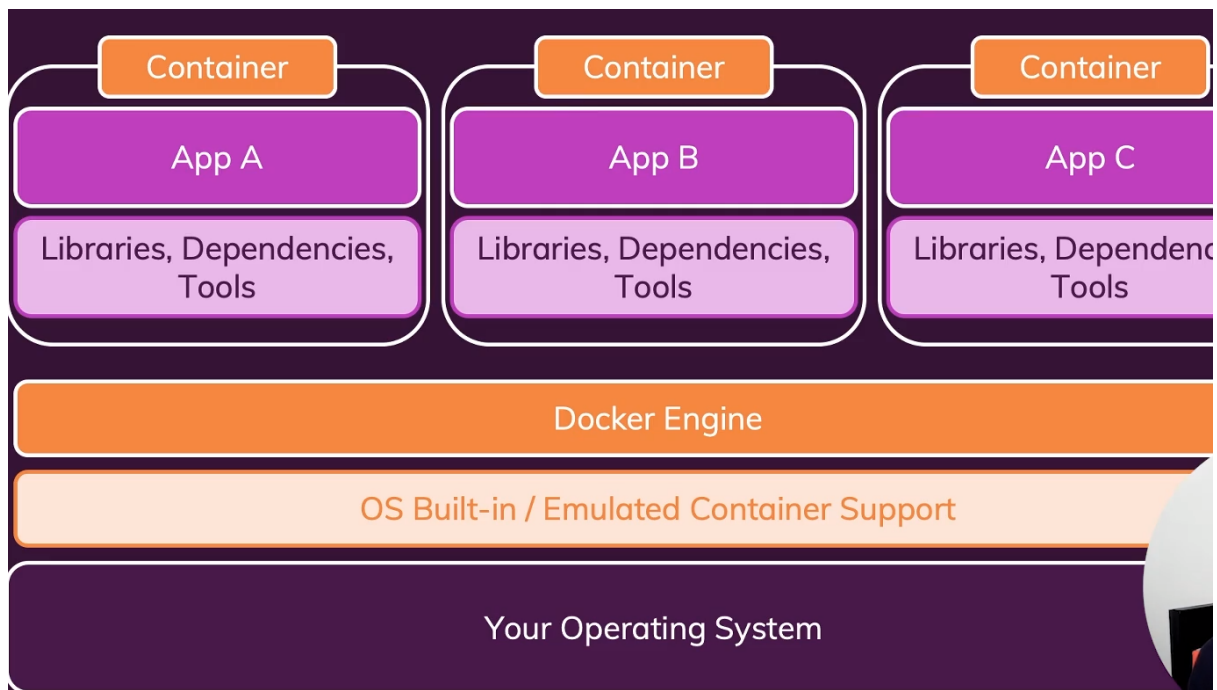 Container
Container
Container
App A
App B
App C
Libraries, Dependencies,
Tools
Libraries, Dependencies,
Tools
Libraries,
Tools
Docker Engine
OS Built-in / Emulated Container Support
Your Operating System